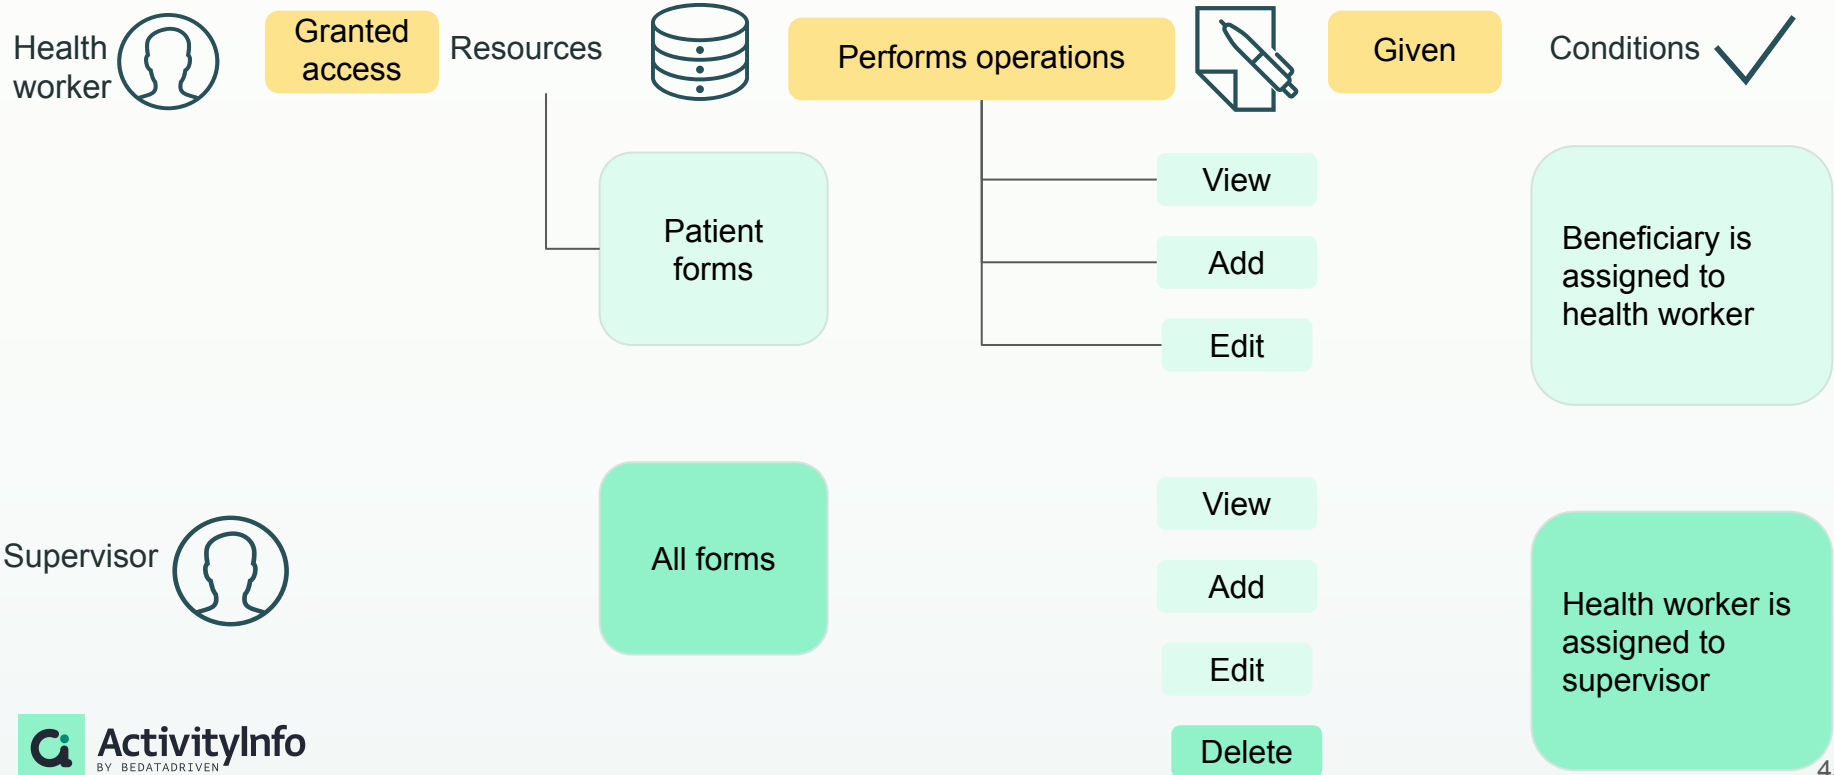 Health
worker
Granted
access
Resources
Performs operations
Given
Conditions
Patient
forms
View
Add
Edit
Beneficiary is
assigned to
health worker
Supervisor
All forms
View
Add
Edit
Delete
Health worker is
assigned to
supervisor
ActivityInfo
BY BEDATADRIVEN
4